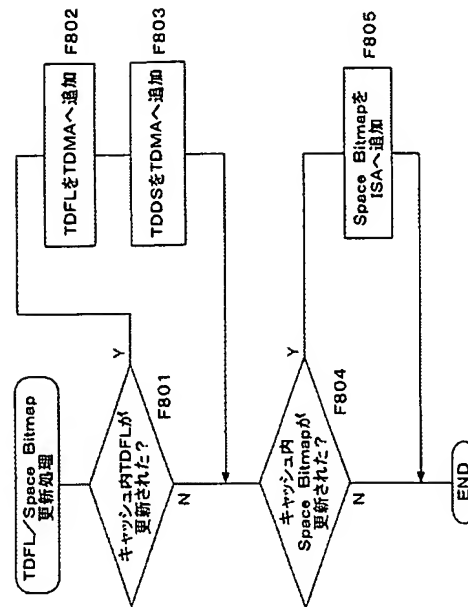 TDFL/Space Bitmap
更新処理
キャッシュ内TDFLが
更新された?
F801
Y
N
TDFLをTDMAへ追加
F802
TDDSをTDMAへ追加
F803
キャッシュ内
Space Bitmapが
更新された?
F804
Y
N
Space Bitmapを
ISAへ追加
F805
END